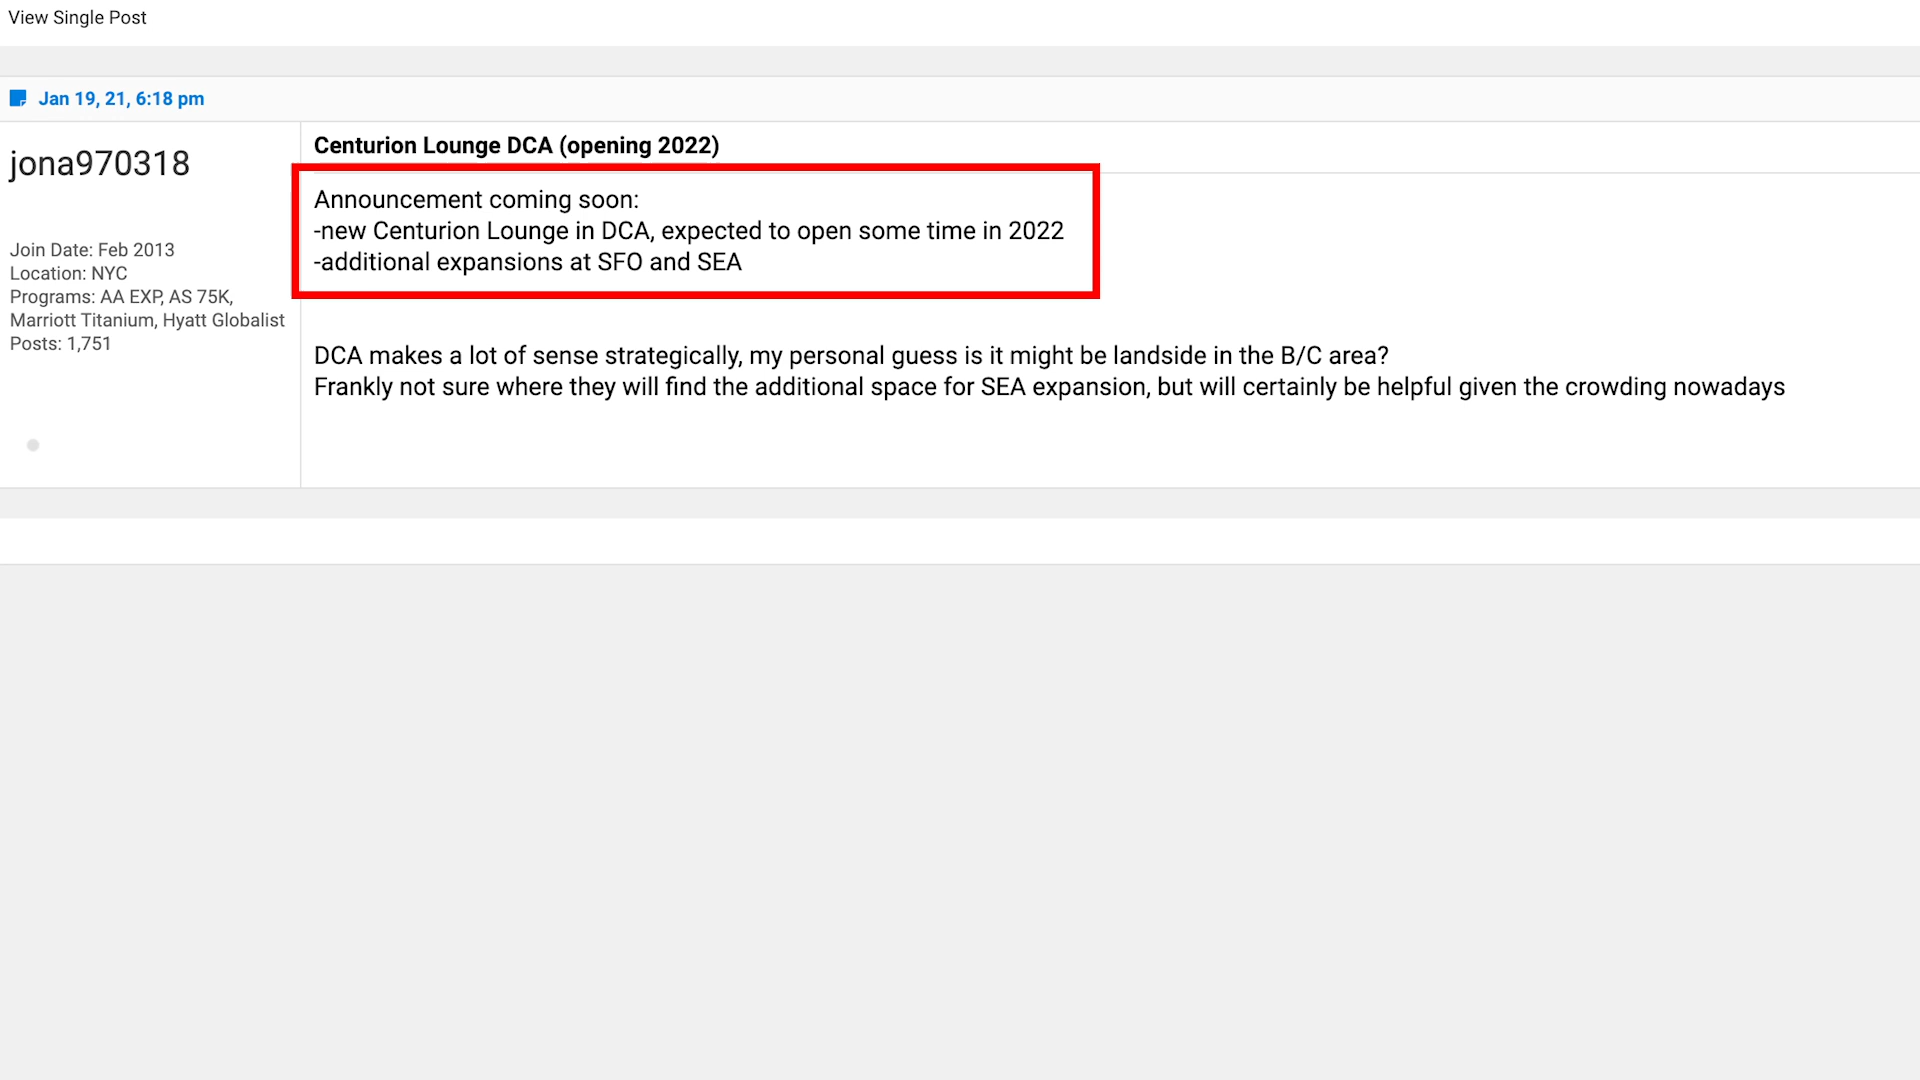 View Single Post
Jan 19, 21, 6:18 pm
jona970318
Join Date: Feb 2013
Location: NYC
Programs: AA EXP, AS 75K,
Marriott Titanium, Hyatt Globalist
Posts: 1,751
Centurion Lounge DCA (opening 2022)
Announcement coming soon:
-new Centurion Lounge in DCA, expected to open some time in 2022
-additional expansions at SFO and SEA
DCA makes a lot of sense strategically, my personal guess is it might be landside in the B/C area?
Frankly not sure where they will find the additional space for SEA expansion, but will certainly be helpful given the crowding nowadays